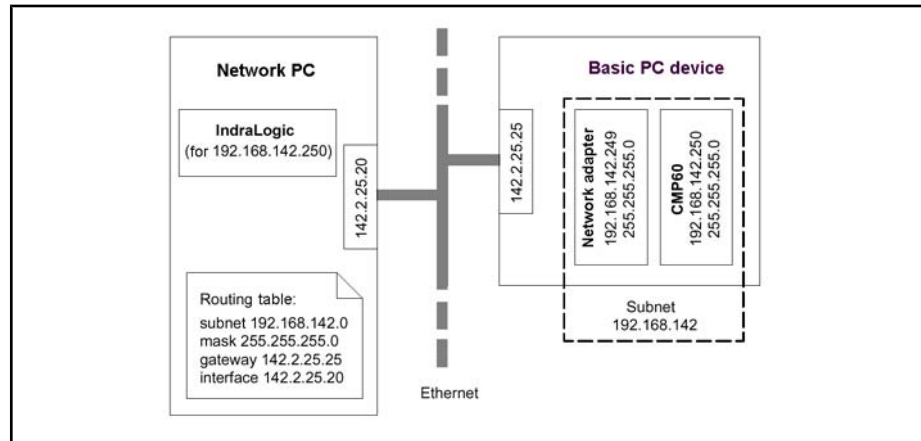 Network PC
IndraLogic
(for 192.168.142.250)
142.2.25.20
Routing table:
subnet 192.168.142.0
mask 255.255.255.0
gateway 142.2.25.25
interface 142.2.25.20
Ethernet
Basic PC device
142.2.25.25
Network adapter
192.168.142.249
255.255.255.0
CMP60
192.168.142.250
255.255.255.0
Subnet
192.168.142